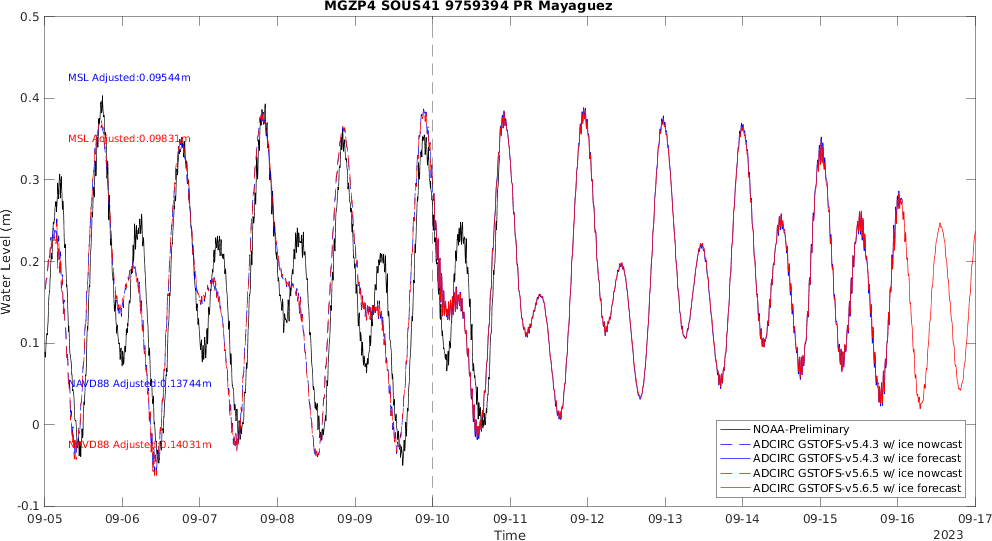 MGZP4 SOUS41 9759394 PR Mayaguez
0.5
0.4
0.3
0.2
0.1
0
-0.1
Water Level (m)
MSL Adjusted:0.09544m
MSL Adjusted:0.09831m
NAVD88 Adjusted:0.13744m
NAVD88 Adjusted:0.14031m
NOAA-Preliminary
ADCIRC GSTOFS-v5.4.3 w/ ice nowcast
ADCIRC GSTOFS-v5.4.3 w/ ice forecast
ADCIRC GSTOFS-v5.6.5 w/ ice nowcast
ADCIRC GSTOFS-v5.6.5 w/ ice forecast
09-05 09-06 09-07 09-08 09-09 09-10 09-11 09-12 09-13 09-14 09-15 09-16 09-17
Time
2023